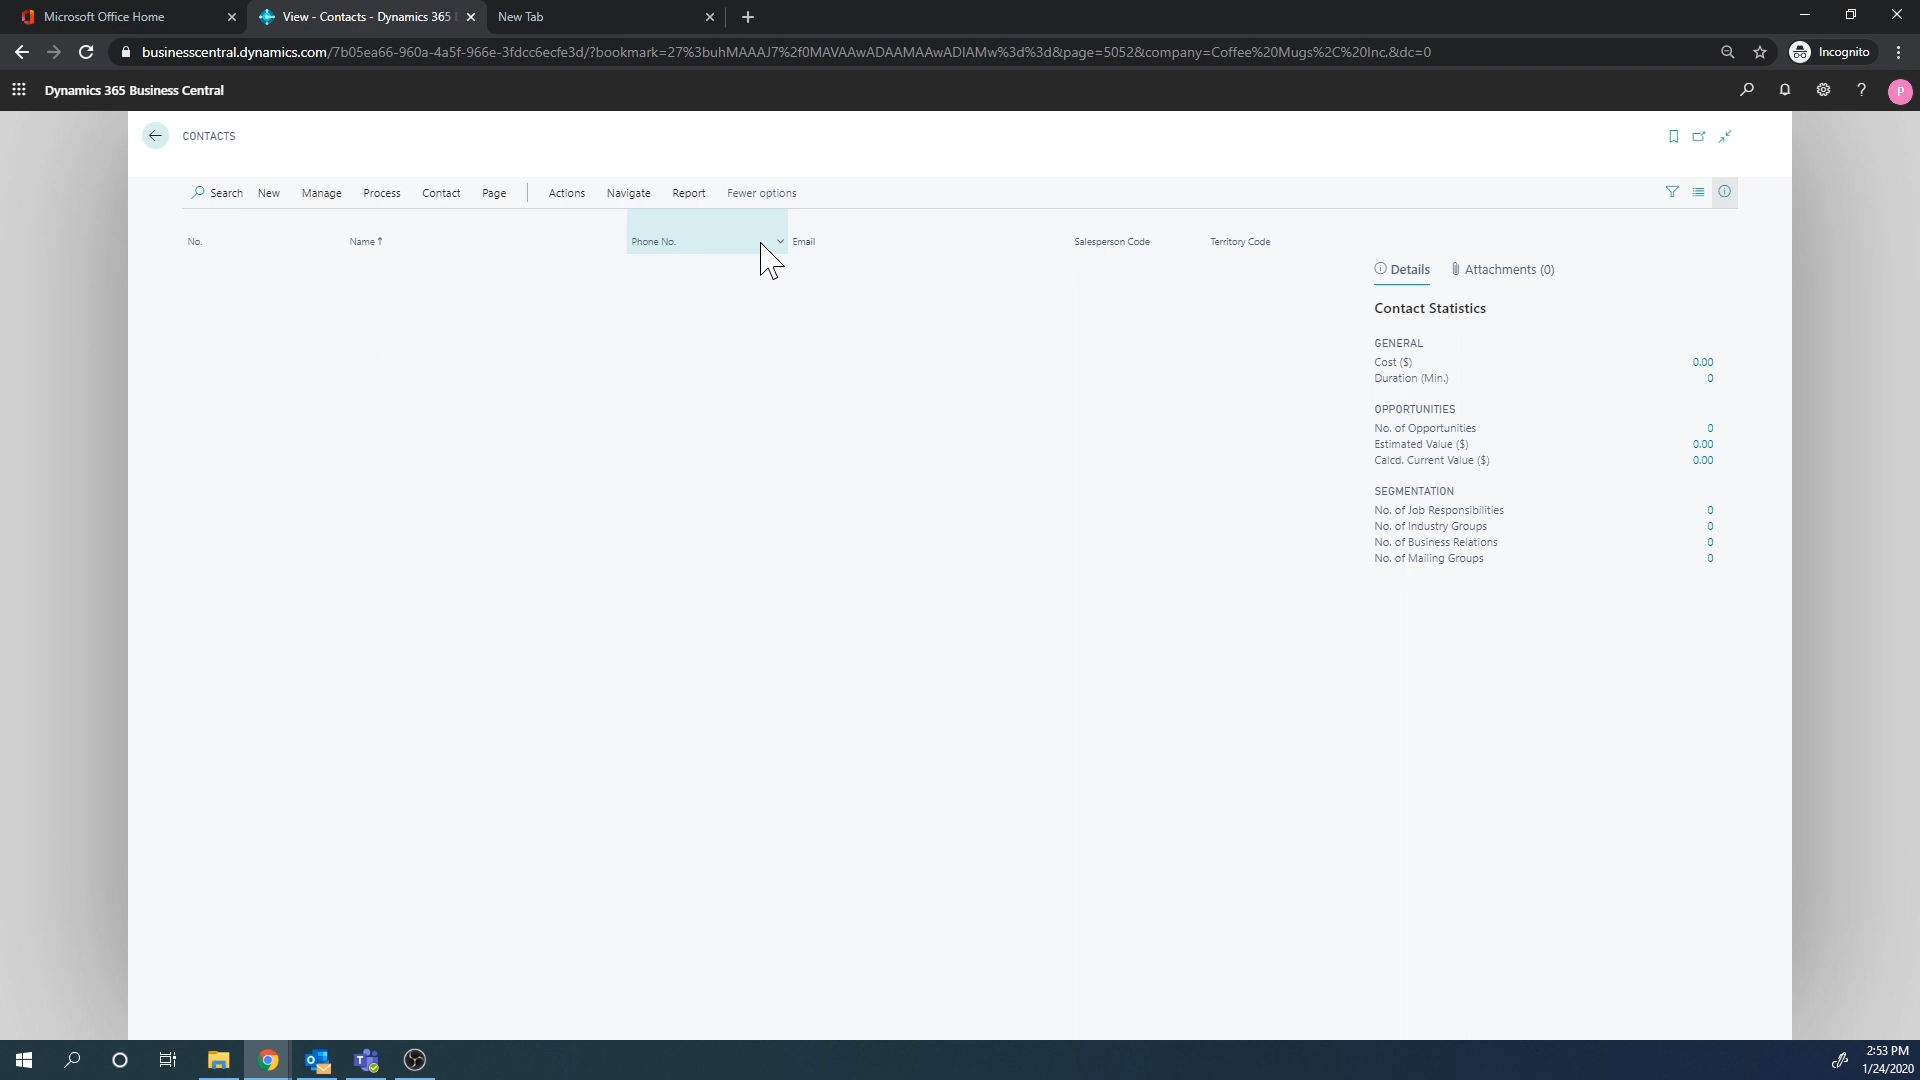 Microsoft Office Home
View - Contacts - Dynamics 365
New Tab
businesscentral.dynamics.com/7b05ea66-960a-4a5f-966e-3fdcc6ecfe3d/?bookmark=27%3buhMAAAJ7%2f0MAVAAwADAAMAAwADIAMw%3d%3d&page=5052&company=Coffee%20Mugs%2C%20Inc.&dc=0
Incognito
Dynamics 365 Business Central
?
P
CONTACTS
Search New Manage Process Contact Page Actions Navigate Report Fewer options
No. Name ↑ Phone No. Email Salesperson Code Territory Code
Details Attachments (0)
Contact Statistics
GENERAL
Cost ($) 0.00
Duration (Min.) 0
OPPORTUNITIES
No. of Opportunities 0
Estimated Value ($) 0.00
Calcd. Current Value ($) 0.00
SEGMENTATION
No. of Job Responsibilities 0
No. of Industry Groups 0
No. of Business Relations 0
No. of Mailing Groups 0
2:53 PM
1/24/2020